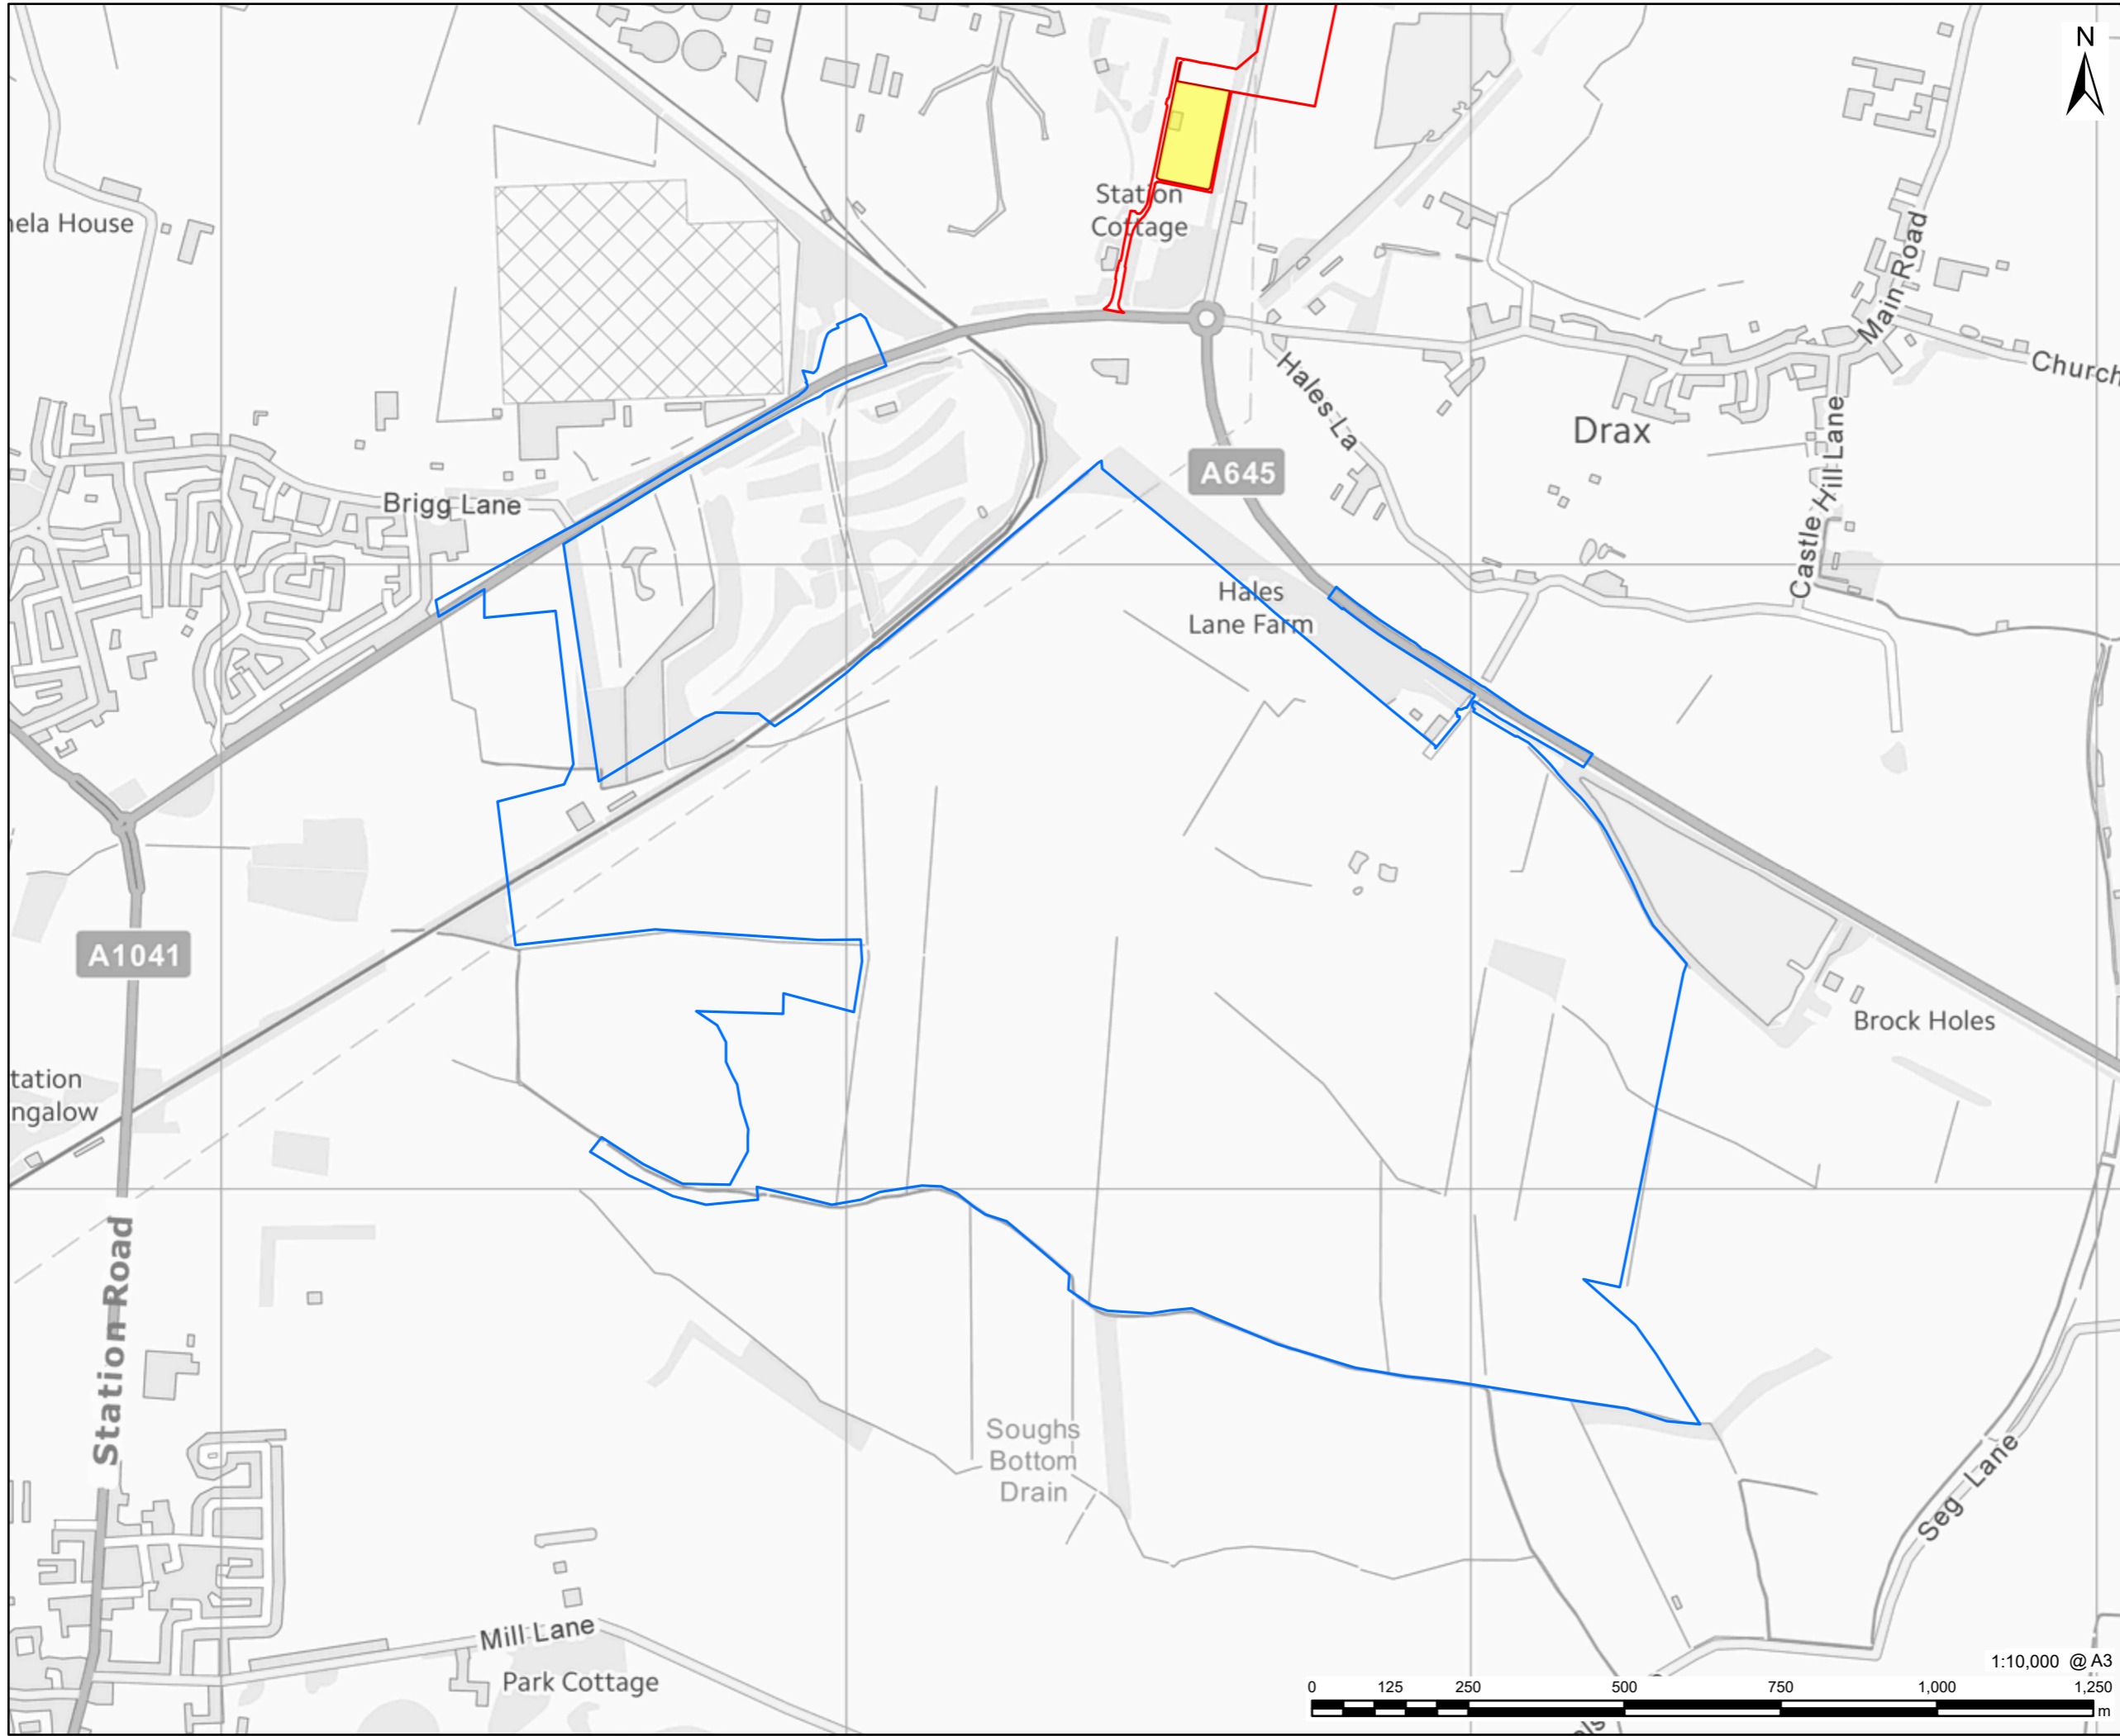 N
Station
Cottage
nela House
Main Road
Church
Hales La
Drax
A645
Castle Hill Lane
Brigg Lane
Hales
Lane Farm
A1041
Brock Holes
tation
ngalow
Station Road
Soughs
Bottom
Drain
Seg Lane
Mill Lane
Park Cottage
1:10,000 @ A3
0 125 250 500 750 1,000 1,250
m